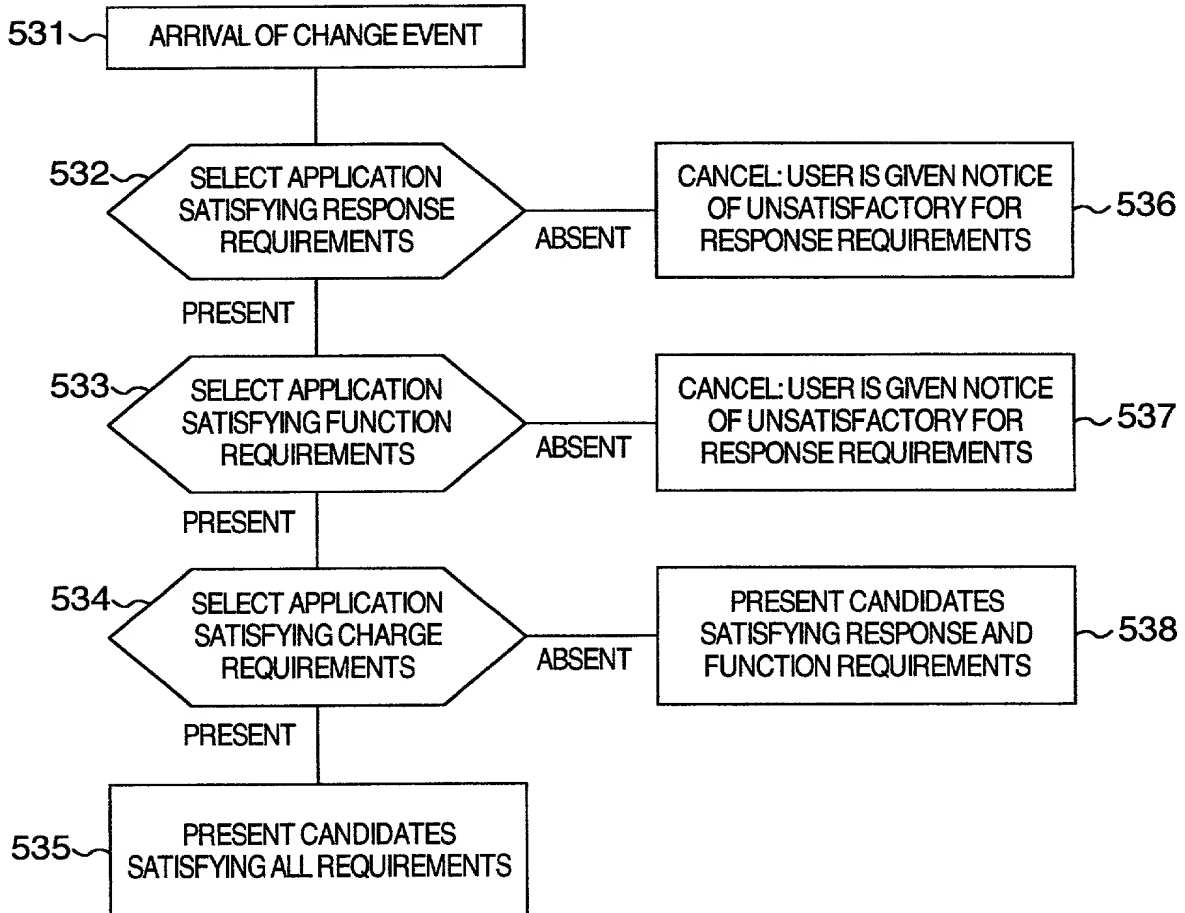 531
ARRIVAL OF CHANGE EVENT
532
SELECT APPLICATION
SATISFYING RESPONSE
REQUIREMENTS
ABSENT
CANCEL: USER IS GIVEN NOTICE
OF UNSATISFACTORY FOR
RESPONSE REQUIREMENTS
536
PRESENT
533
SELECT APPLICATION
SATISFYING FUNCTION
REQUIREMENTS
ABSENT
CANCEL: USER IS GIVEN NOTICE
OF UNSATISFACTORY FOR
RESPONSE REQUIREMENTS
537
PRESENT
534
SELECT APPLICATION
SATISFYING CHARGE
REQUIREMENTS
ABSENT
PRESENT CANDIDATES
SATISFYING RESPONSE AND
FUNCTION REQUIREMENTS
538
PRESENT
535
PRESENT CANDIDATES
SATISFYING ALL REQUIREMENTS